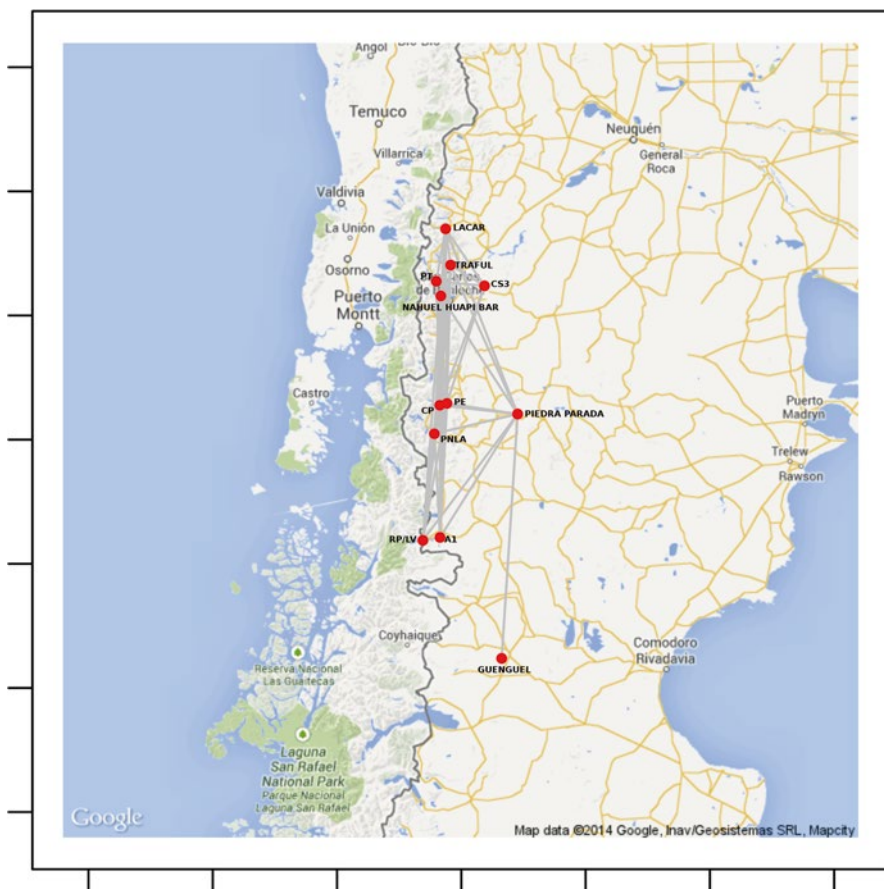 Angol
Temuco
Villarrica
Neuquén
General
Roca
Valdivia
La Unión
Osorno
Puerto
Montt
LACAR
TRAFUL
PT
CS3
NAHUEL HUAPI BAR
Castro
CP
PE
PIEDRA PARADA
PNLA
Puerto
Madryn
Trelew
Rawson
RP/LV
A1
Coyhaique
Comodoro
Rivadavia
GUENGUEL
Reserva Nacional
Las Guaitecas
Laguna
San Rafael
National Park
Parque Nacional
Laguna San Rafael
Google
Map data ©2014 Google, Inav/Geosistemas SRL, Mapcity